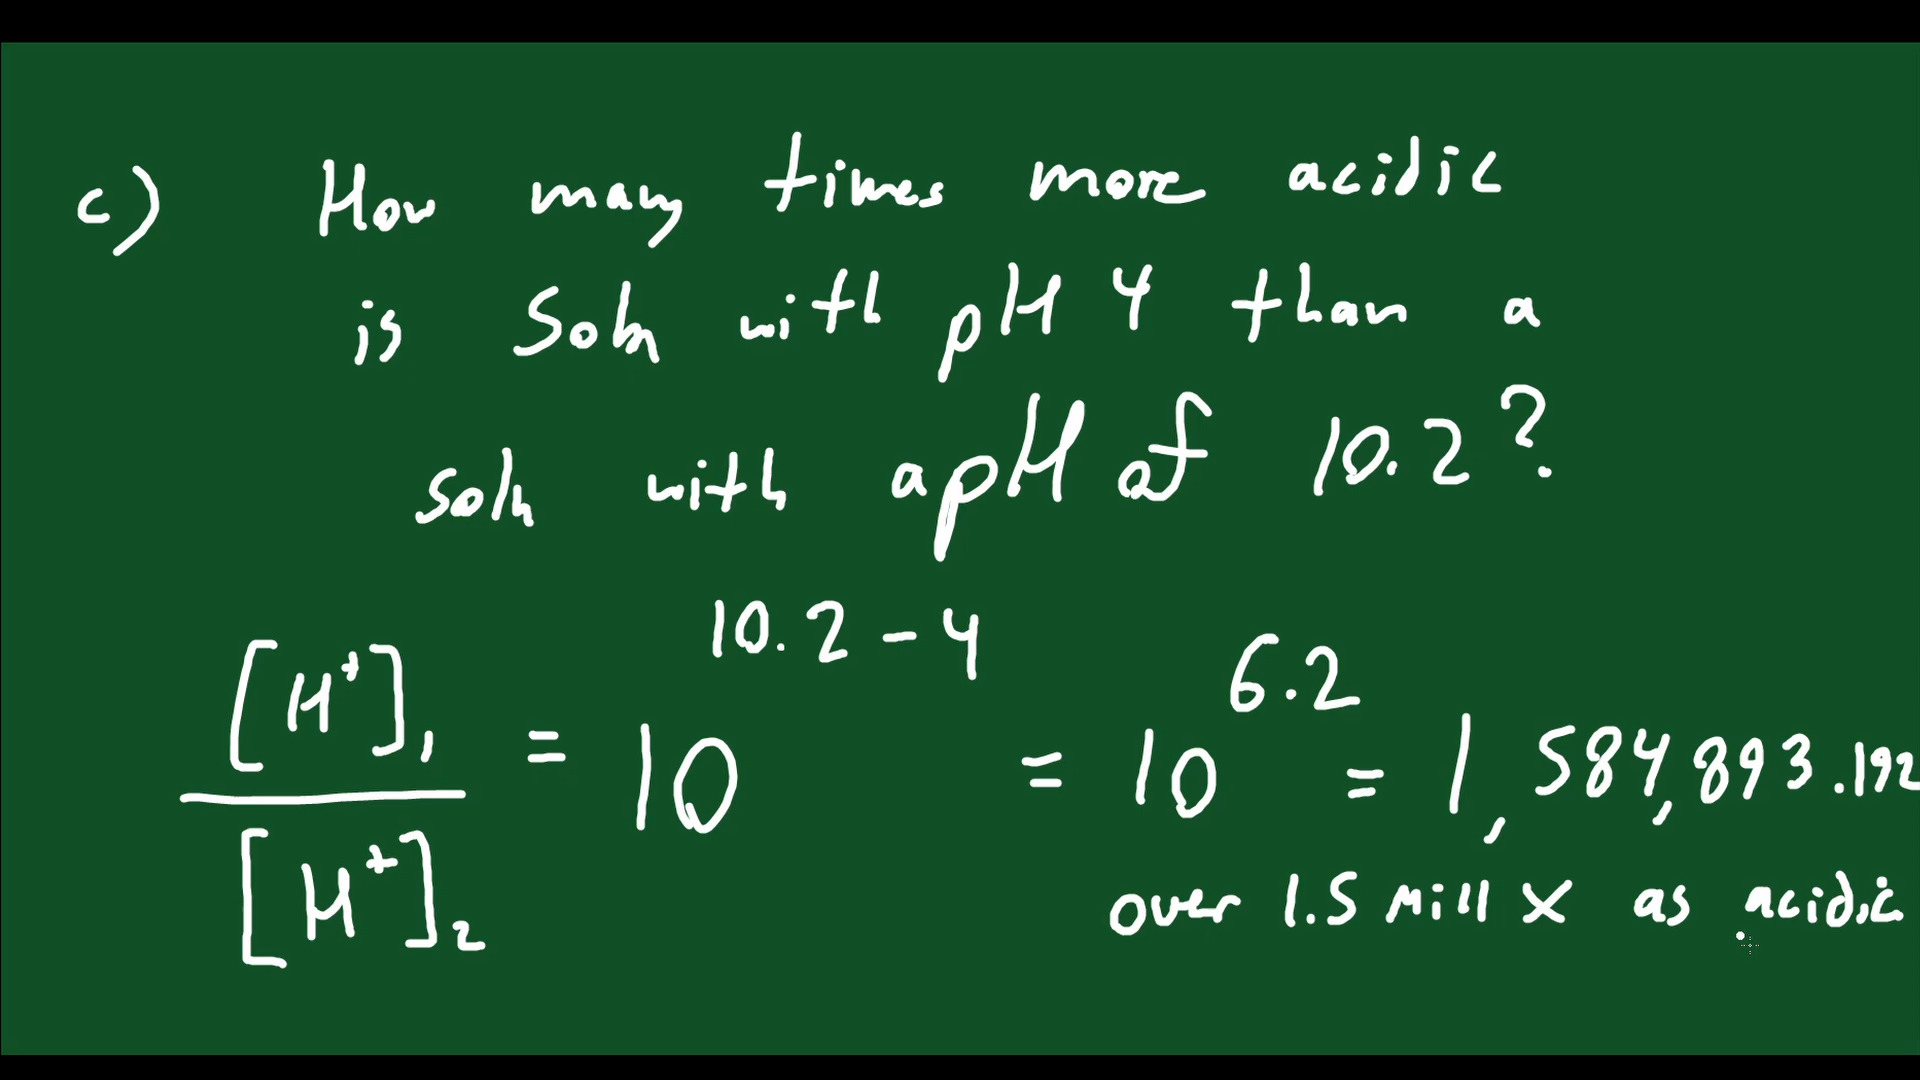 c) How many times more acidic
is Soln with pH 4 than a
soln with a pH of 10.2?
[H⁺]₁ / [H⁺]₂ = 10^(10.2-4) = 10^6.2 = 1,584,893.192
over 1.5 Mill X as acidic